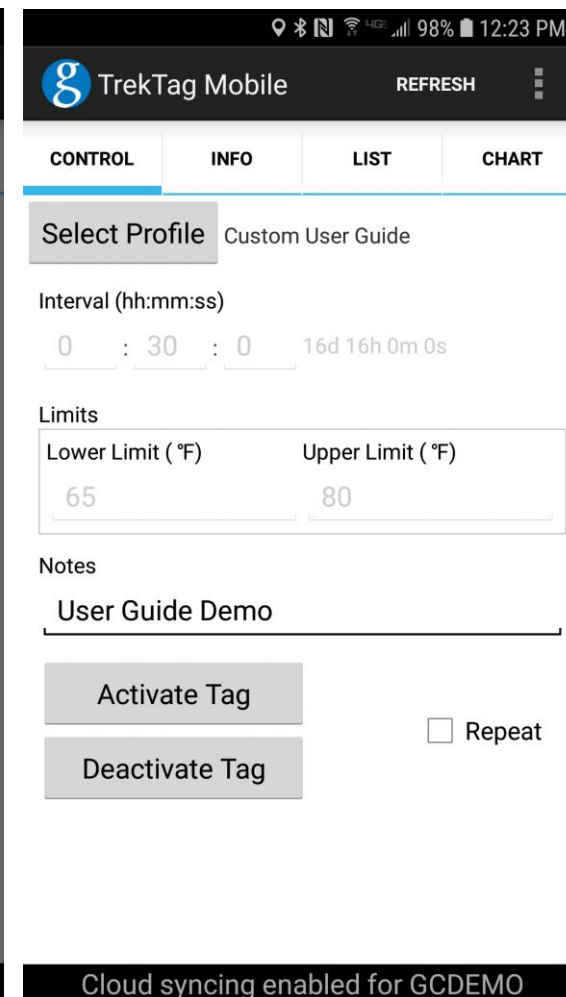 4GE 98% 12:23 PM
g TrekTag Mobile REFRESH
CONTROL INFO LIST CHART
Select Profile Custom User Guide
Interval (hh:mm:ss)
0 : 30 : 0 16d 16h 0m 0s
Limits
Lower Limit ( °F) Upper Limit ( °F)
65 80
Notes
User Guide Demo
Activate Tag
Repeat
Deactivate Tag
Cloud syncing enabled for GCDEMO